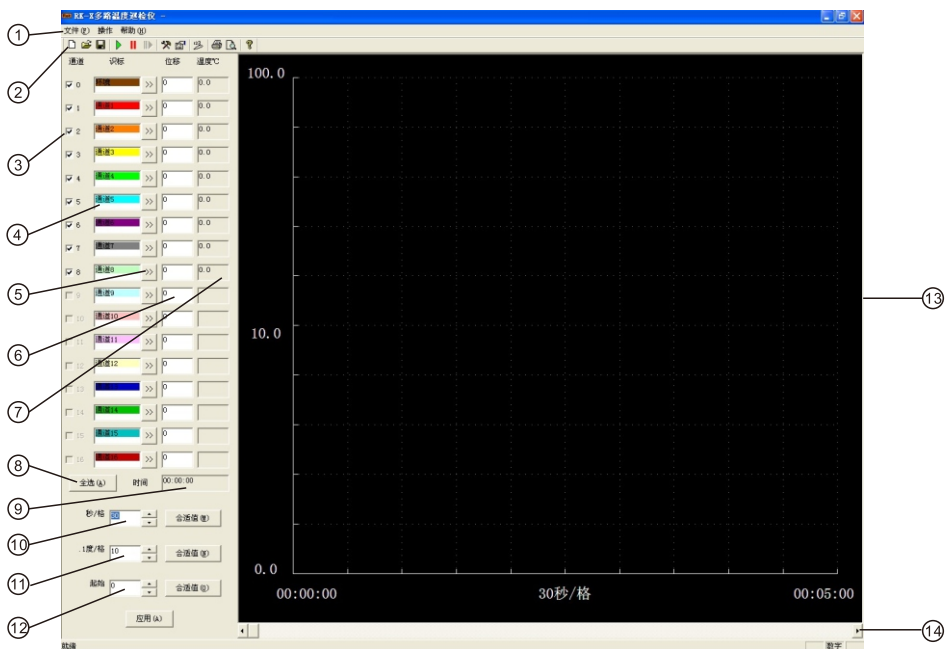 RK-X多路温度巡检仪 -
文件(F) 操作 帮助(H)
通道 识标 位移 温度℃
0 0 0.0
1 通道1 0 0.0
2 通道2 0 0.0
3 通道3 0 0.0
4 通道4 0 0.0
5 通道5 0 0.0
6 0 0.0
7 通道7 0 0.0
8 通道8 0 0.0
9 通道9 0
10 通道10 0
11 通道11 0
12 通道12 0
13 0
14 通道14 0
15 通道15 0
16 0
全选(A) 时间 00:00:00
秒/格 30 合适值
.1度/格 10 合适值
起始 0 合适值
应用(A)
就绪
数字
100.0
10.0
0.0
00:00:00 30秒/格 00:05:00
①
②
③
④
⑤
⑥
⑦
⑧
⑨
⑩
⑪
⑫
⑬
⑭